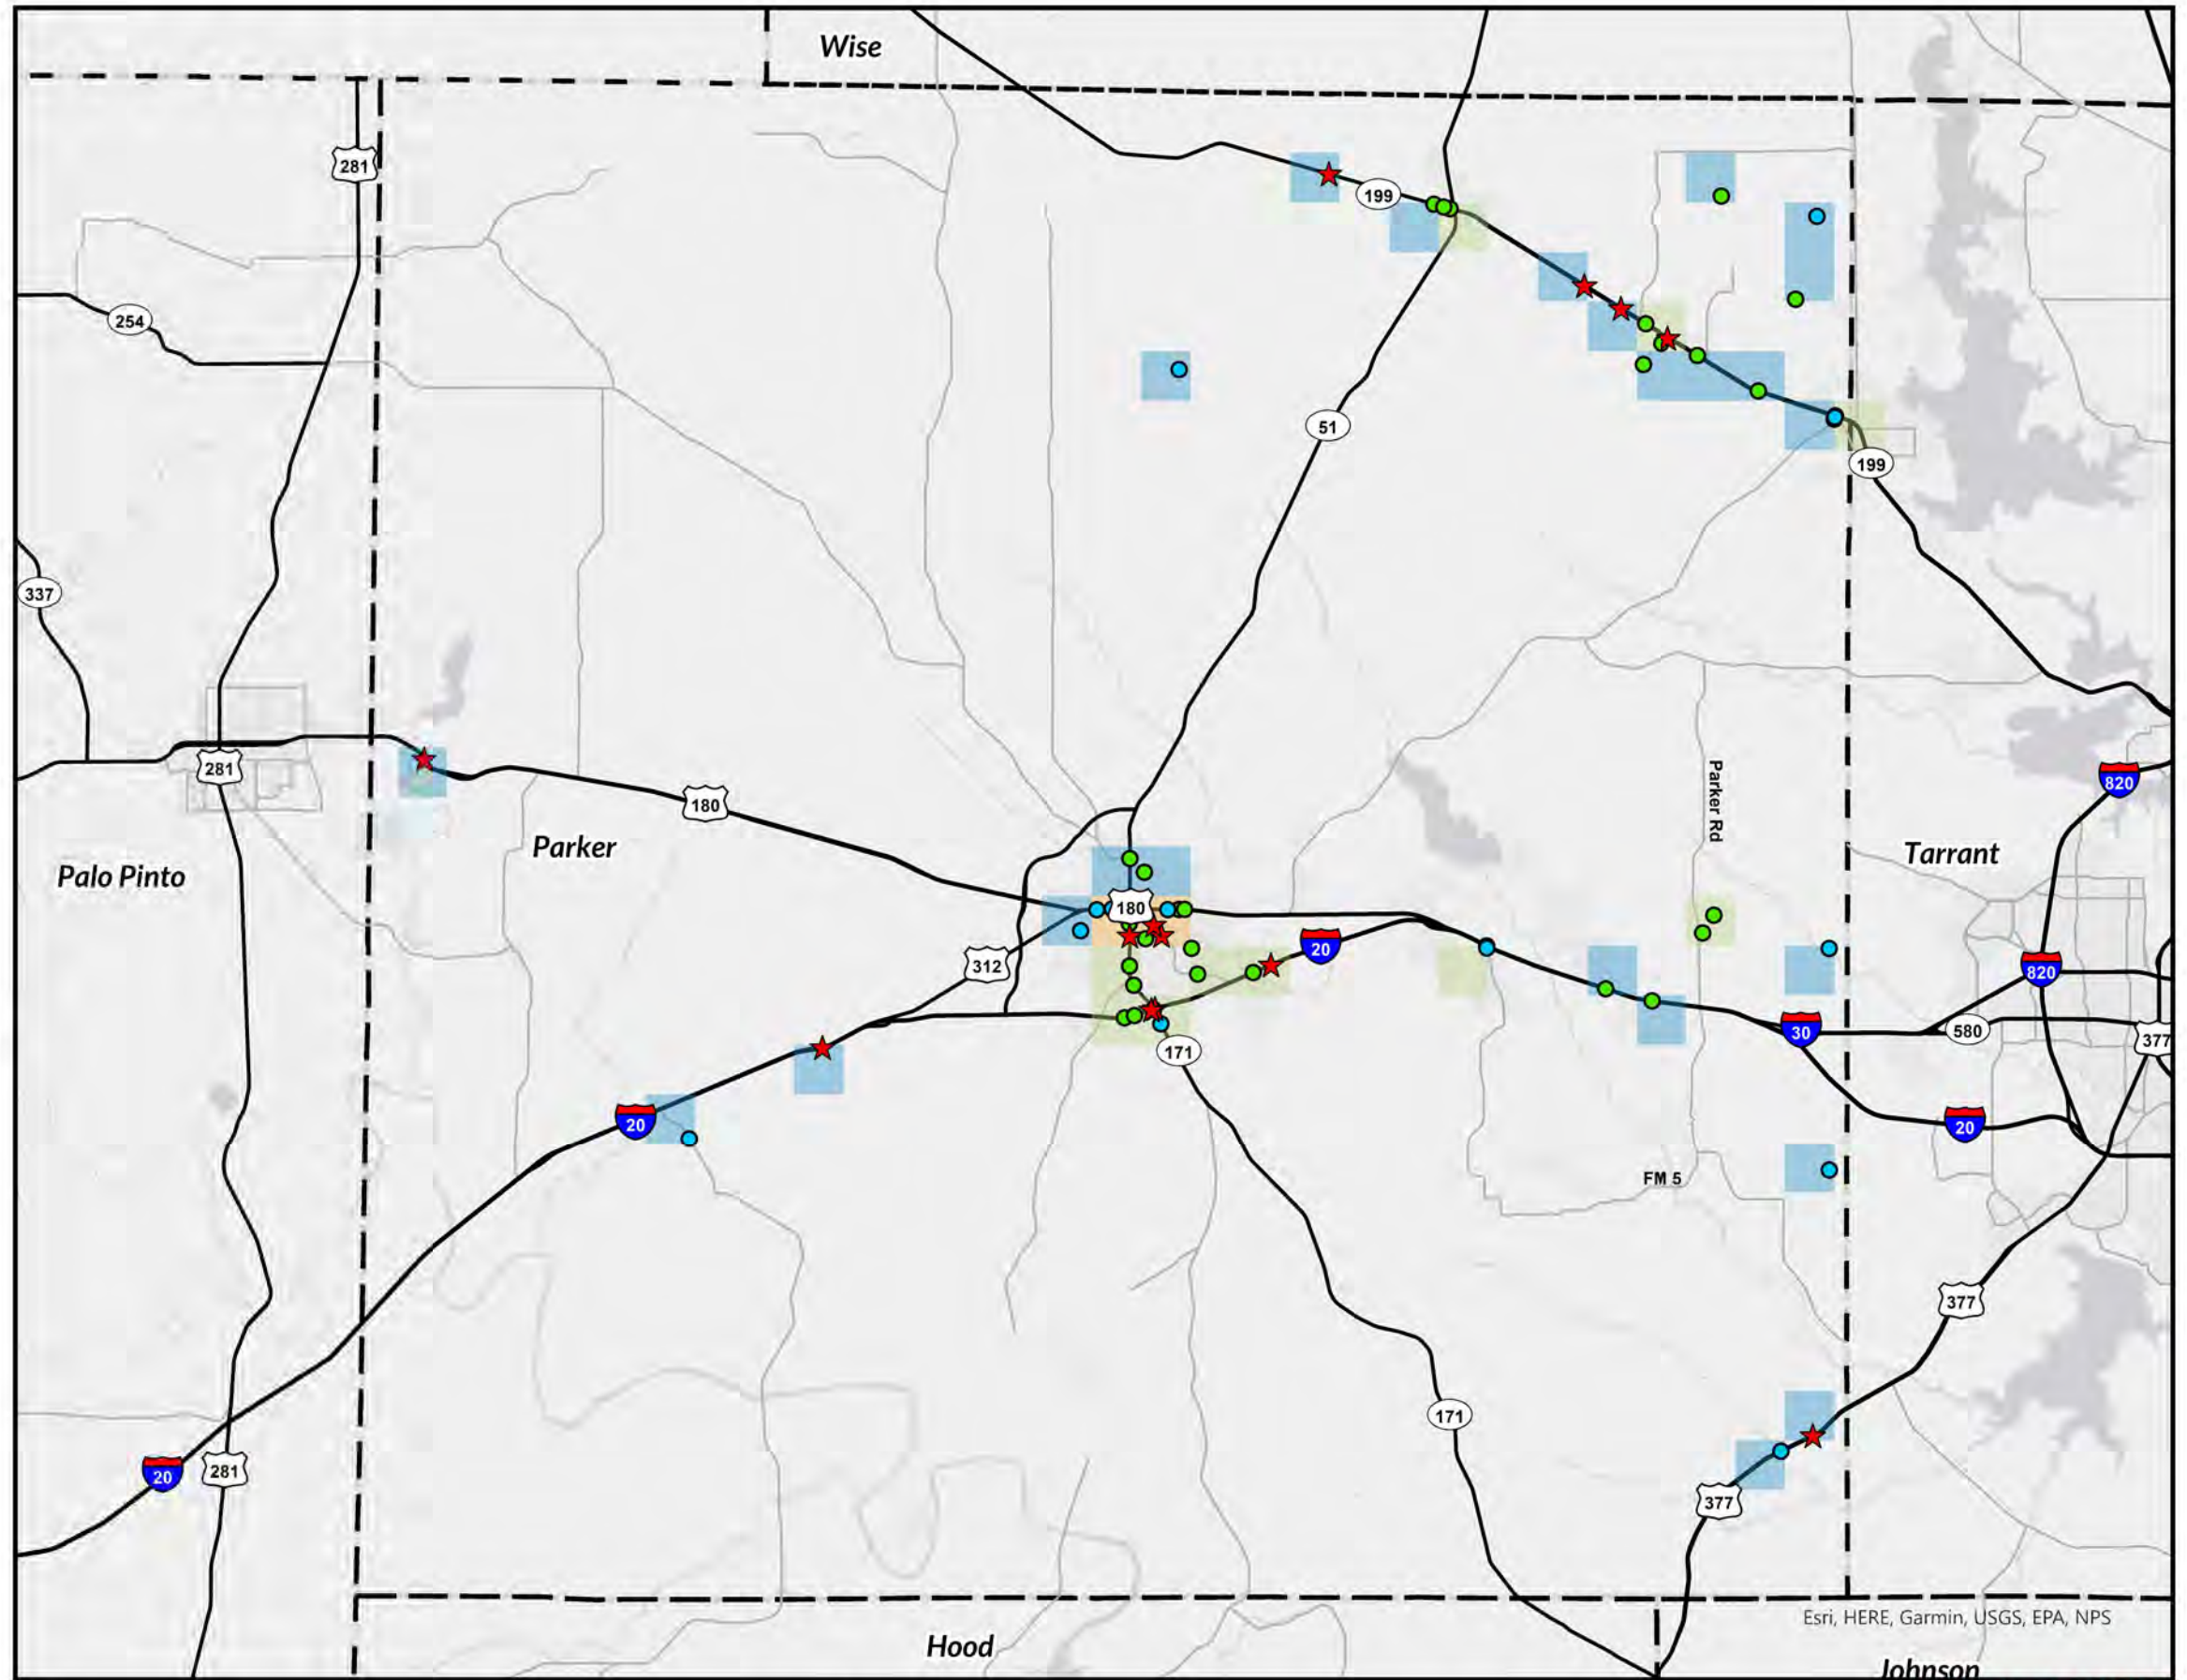 Wise
281
199
254
51
199
337
281
820
Parker Rd
180
Parker
Tarrant
Palo Pinto
180
20
312
820
30
580
377
171
20
20
FM 5
377
171
20
281
377
Esri, HERE, Garmin, USGS, EPA, NPS
Hood
Johnson